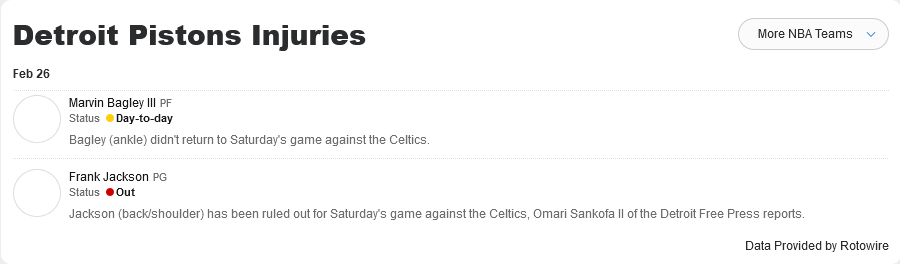 Detroit Pistons Injuries
More NBA Teams
Feb 26
Marvin Bagley III PF
Status Day-to-day
Bagley (ankle) didn't return to Saturday's game against the Celtics.
Frank Jackson PG
Status Out
Jackson (back/shoulder) has been ruled out for Saturday's game against the Celtics, Omari Sankofa II of the Detroit Free Press reports.
Data Provided by Rotowire